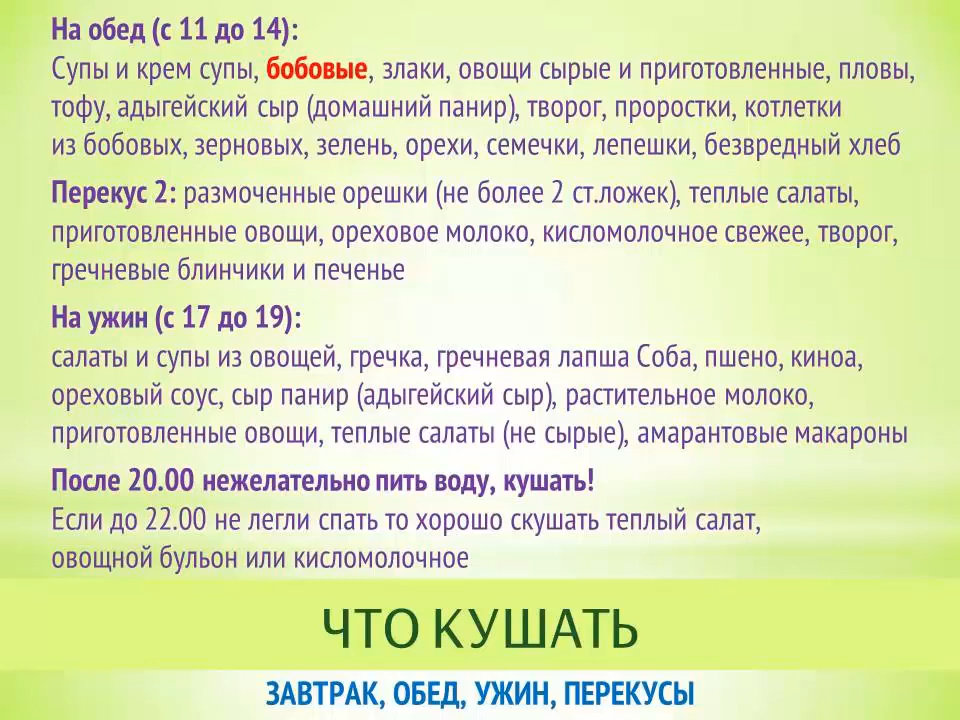 На обед (с 11 до 14):
Супы и крем супы, бобовые, злаки, овощи сырые и приготовленные, пловы,
тофу, адыгейский сыр (домашний панир), творог, проростки, котлетки
из бобовых, зерновых, зелень, орехи, семечки, лепешки, безвредный хлеб
Перекус 2: размоченные орешки (не более 2 ст.ложек), теплые салаты,
приготовленные овощи, ореховое молоко, кисломолочное свежее, творог,
гречневые блинчики и печенье
На ужин (с 17 до 19):
салаты и супы из овощей, гречка, гречневая лапша Соба, пшено, киноа,
ореховый соус, сыр панир (адыгейский сыр), растительное молоко,
приготовленные овощи, теплые салаты (не сырые), амарантовые макароны
После 20.00 нежелательно пить воду, кушать!
Если до 22.00 не легли спать то хорошо скушать теплый салат,
овощной бульон или кисломолочное
ЧТО КУШАТЬ
ЗАВТРАК, ОБЕД, УЖИН, ПЕРЕКУСЫ